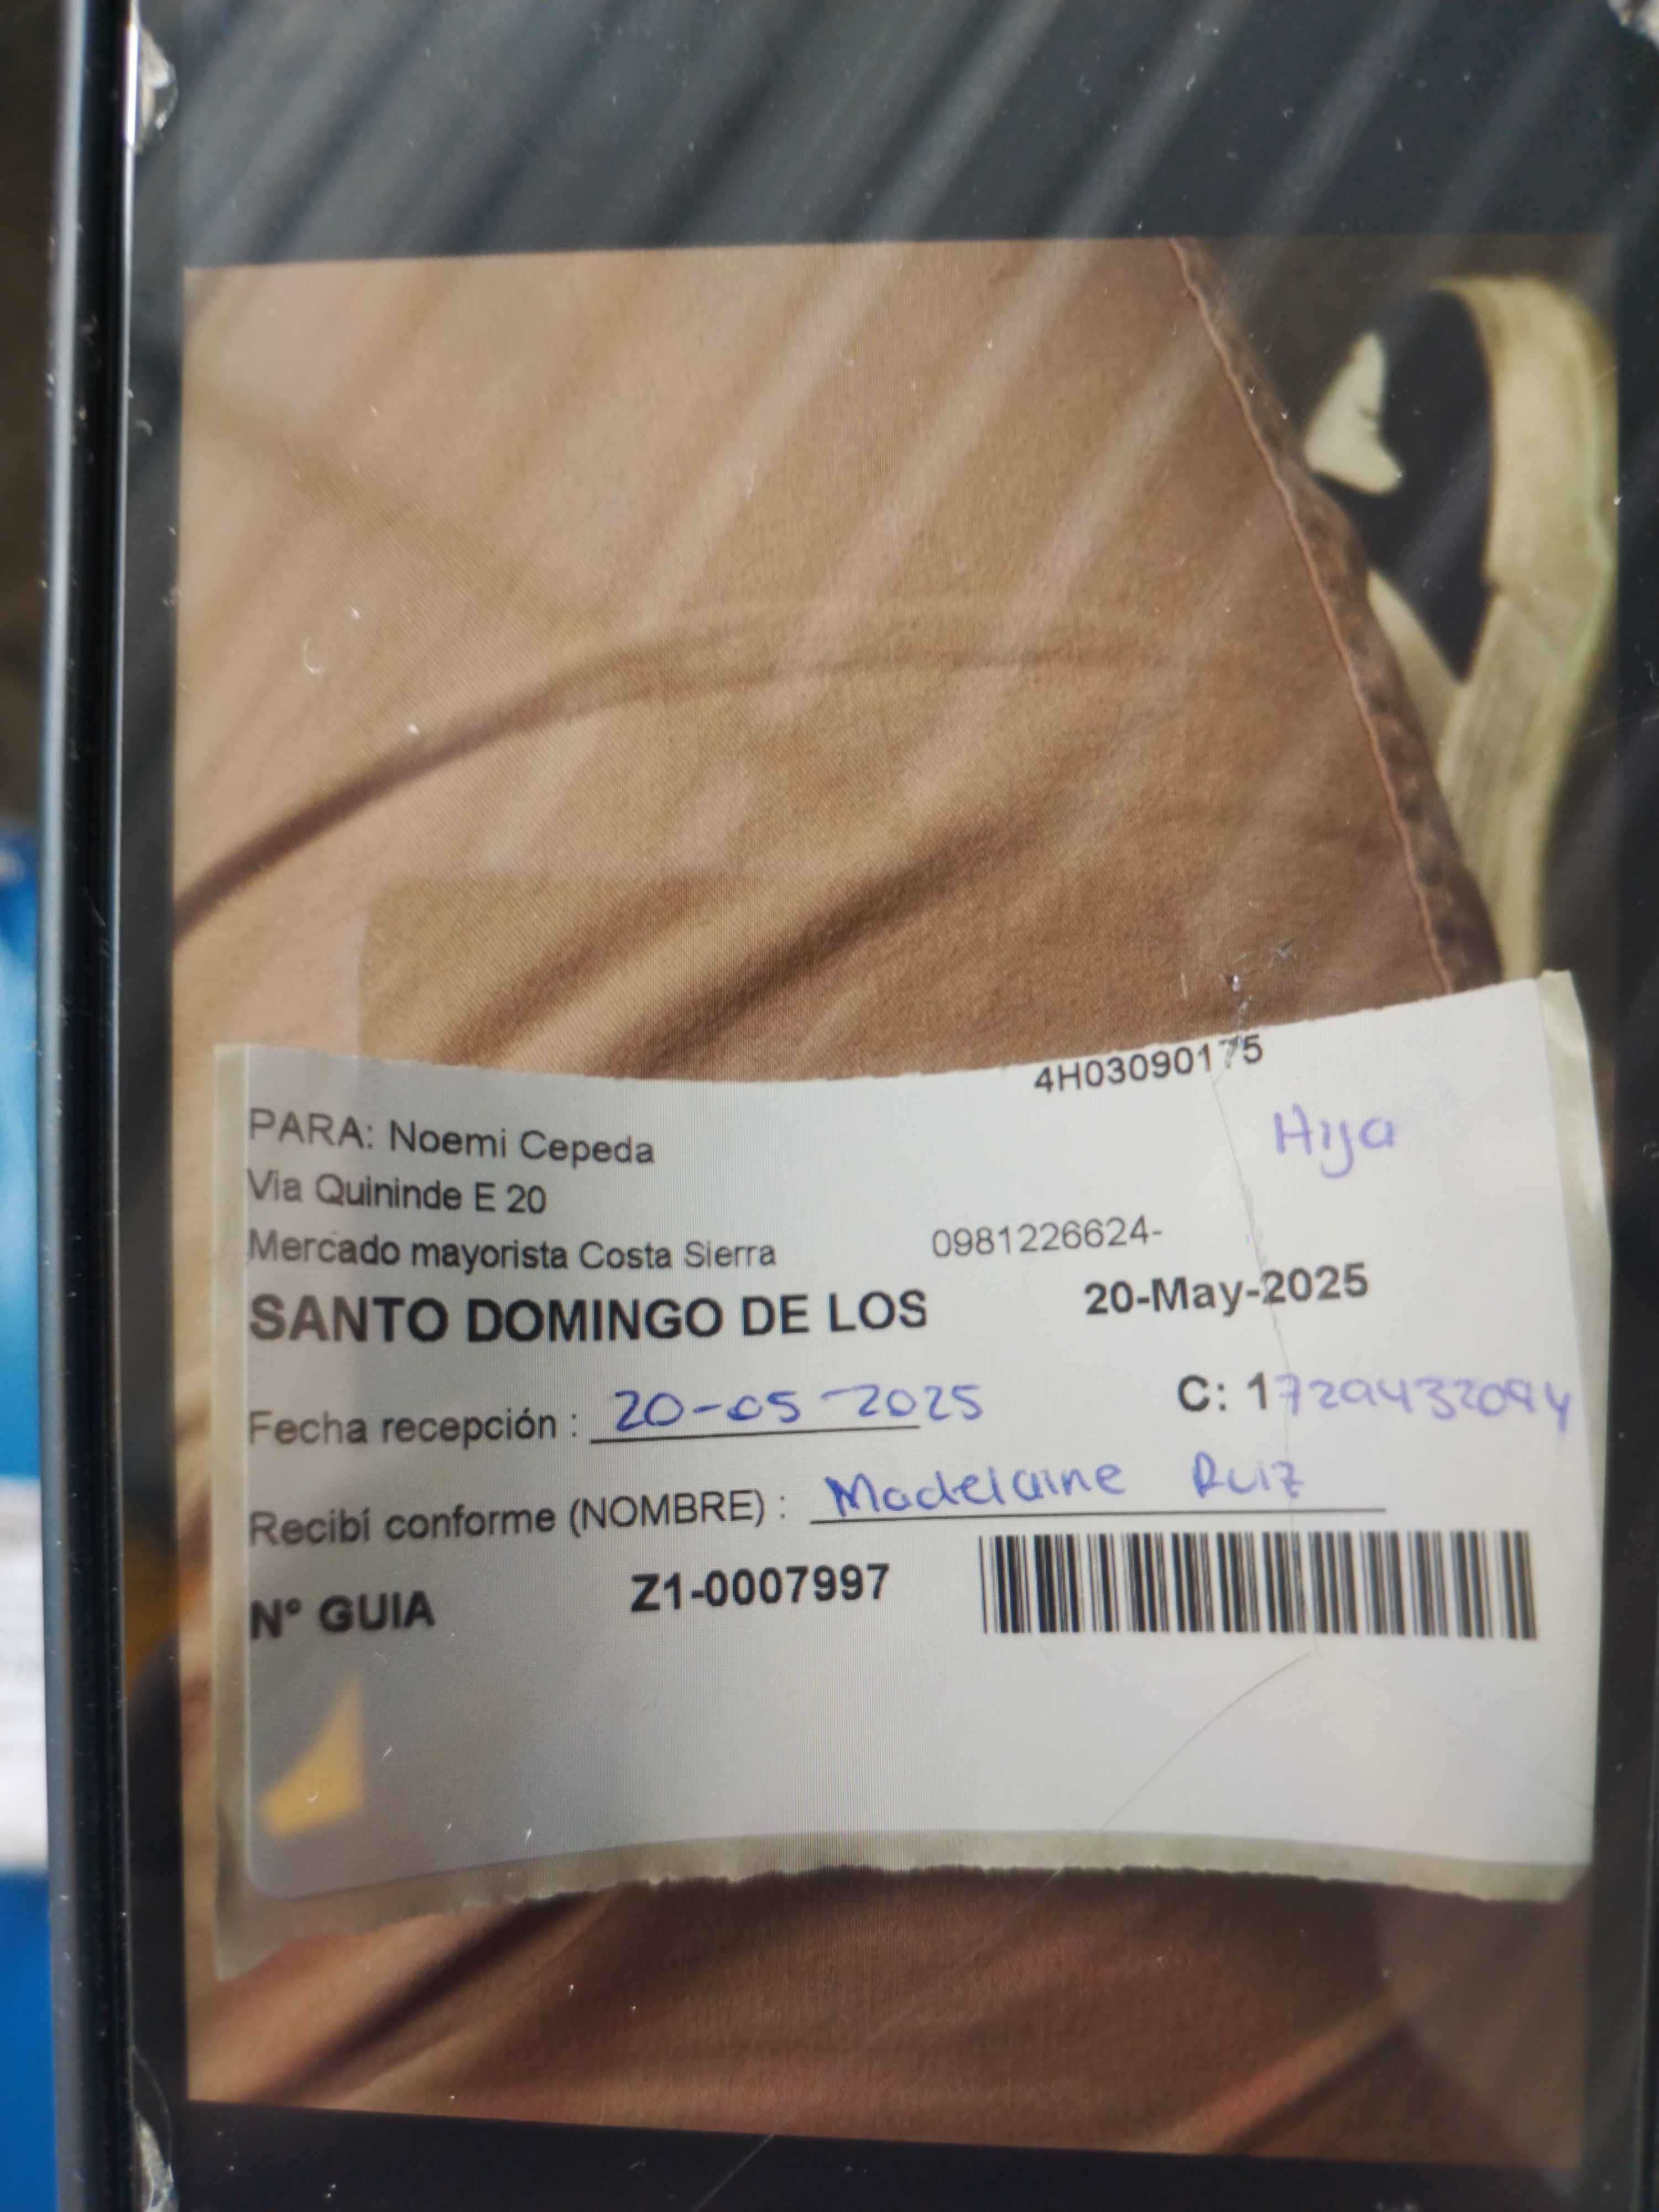 4H03090175
PARA: Noemi Cepeda
Hija
Via Quininde E 20
Mercado mayorista Costa Sierra 0981226624-
SANTO DOMINGO DE LOS 20-May-2025
Fecha recepción : 20-05-2025 C: 1729432094
Recibí conforme (NOMBRE) : Madelaine Ruiz
N° GUIA Z1-0007997